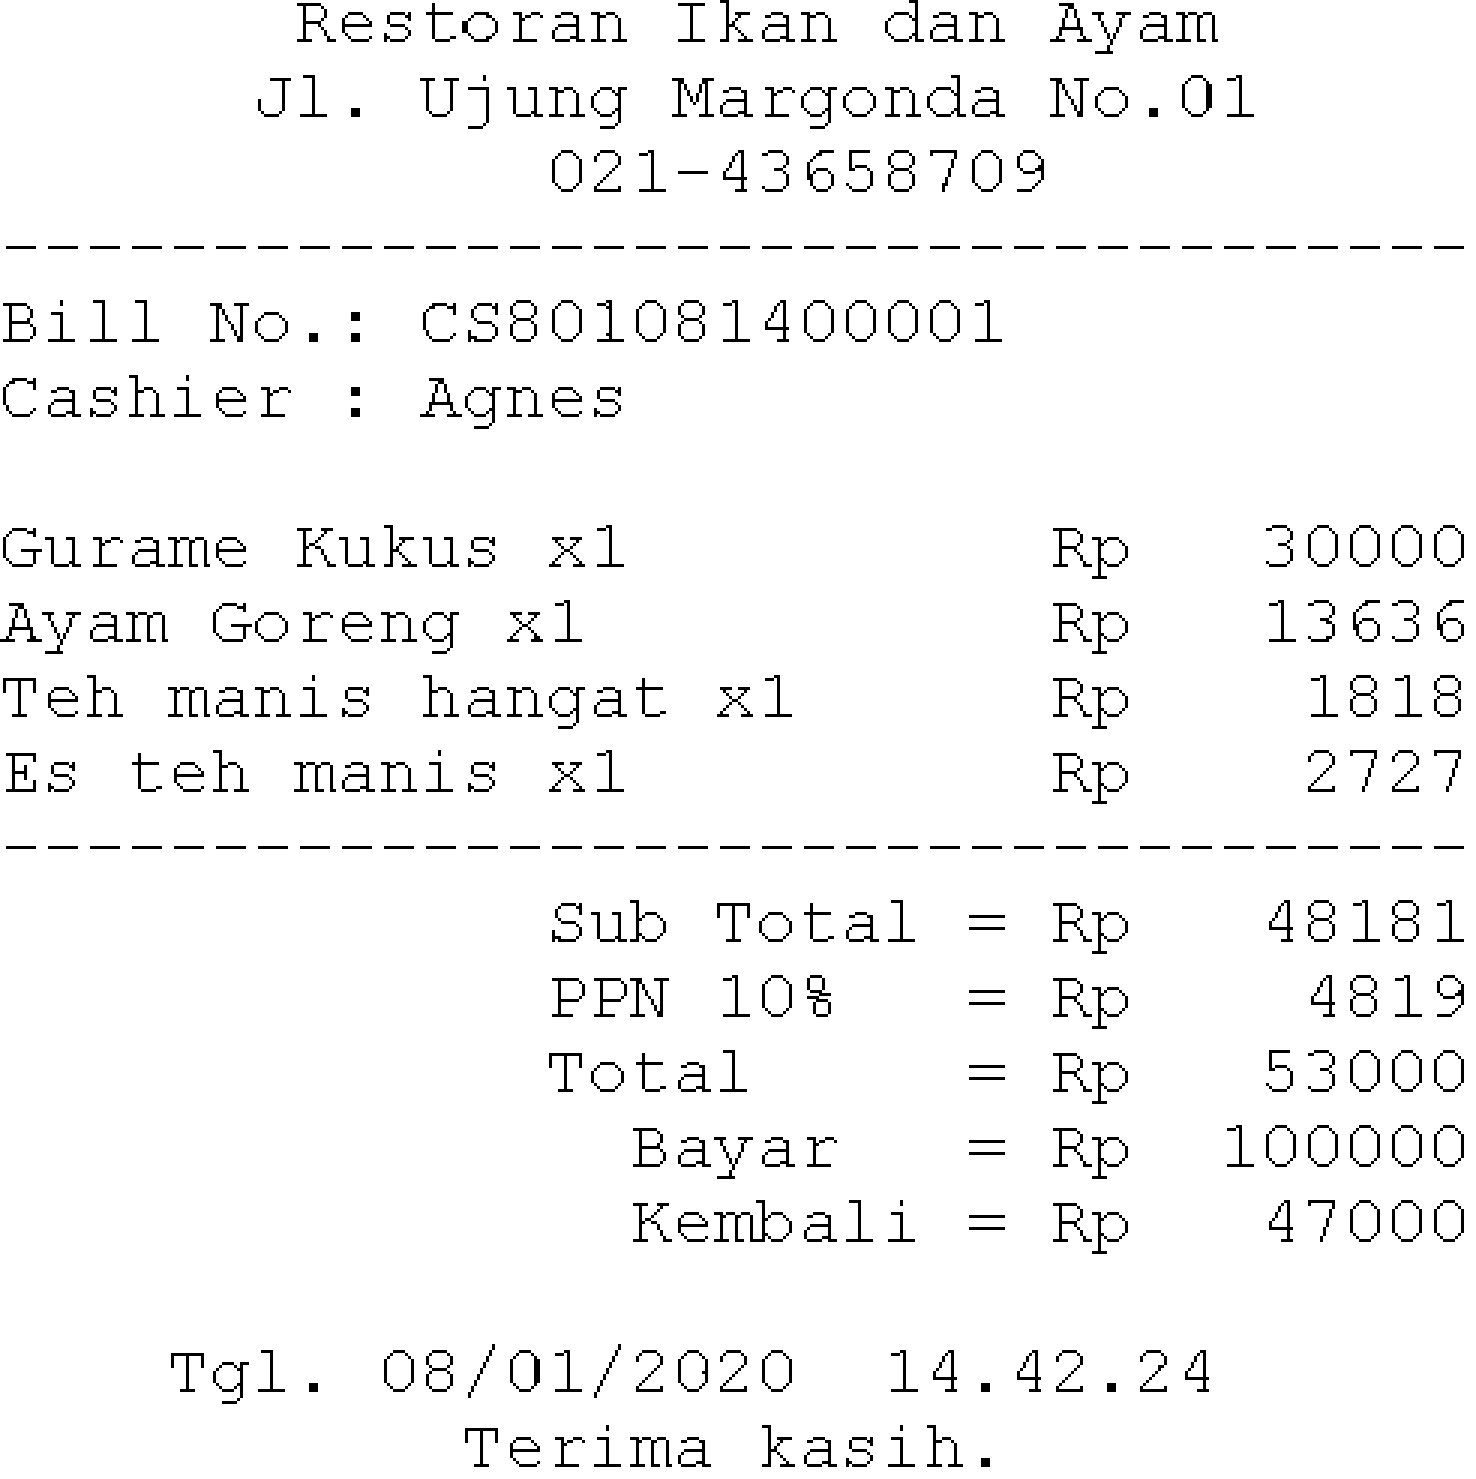 Restoran Ikan dan Ayam
Jl. Ujung Margonda No.01
021-43658709
-----------------------------------
Bill No.: CS801081400001
Cashier : Agnes
Gurame Kukus x1 Rp 30000
Ayam Goreng x1 Rp 13636
Teh manis hangat x1 Rp 1818
Es teh manis x1 Rp 2727
-----------------------------------
Sub Total = Rp 48181
PPN 10% = Rp 4819
Total = Rp 53000
Bayar = Rp 100000
Kembali = Rp 47000
Tgl. 08/01/2020 14.42.24
Terima kasih.